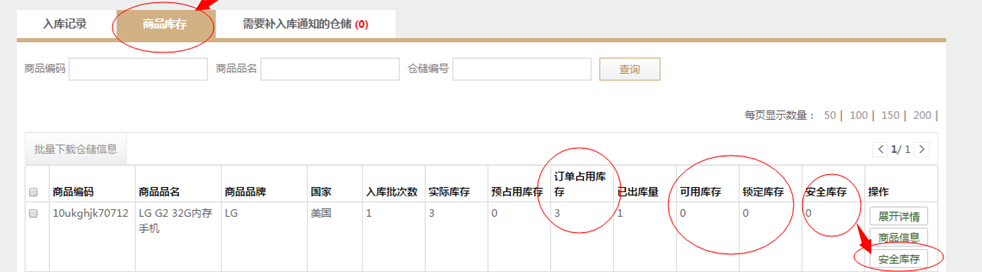 入库记录 商品库存 需要补入库通知的仓储 (0)
商品编码 商品品名 仓储编号 查询
每页显示数量： 50 | 100 | 150 | 200 |
批量下载仓储信息 < 1/ 1 >
商品编码 商品品名 商品品牌 国家 入库批次数 实际库存 预占用库存 订单占用库存 已出库量 可用库存 锁定库存 安全库存 操作
10ukghjk70712 LG G2 32G内存手机 LG 美国 1 3 0 3 1 0 0 0 展开详情
商品信息
安全库存